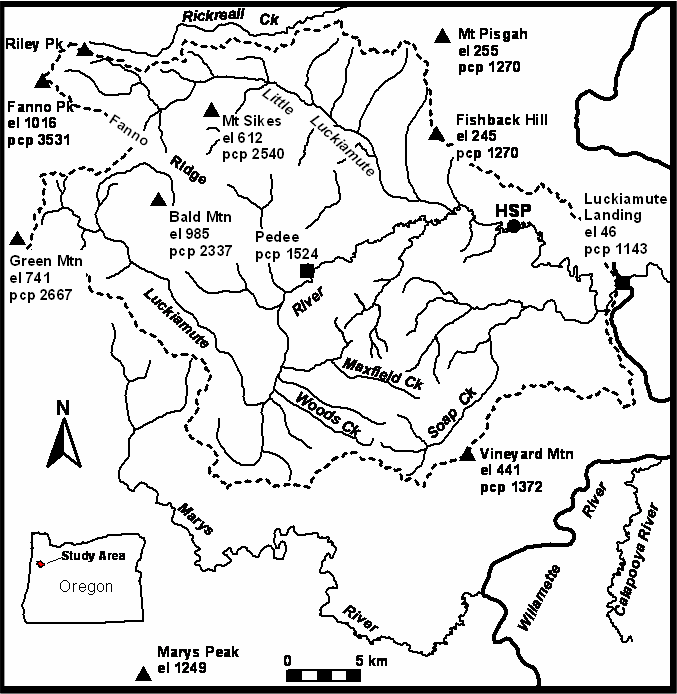 Rickreall Ck
Riley Pk
Mt Pisgah
el 255
pcp 1270
Fanno Pk
el 1016
pcp 3531
Fanno
Ridge
Mt Sikes
el 612
pcp 2540
Little
Luckiamute
Fishback Hill
el 245
pcp 1270
HSP
Luckiamute
Landing
el 46
pcp 1143
Bald Mtn
el 985
pcp 2337
Pedee
pcp 1524
River
Green Mtn
el 741
pcp 2667
Luckiamute
Maxfield Ck
Woods Ck
Soap Ck
N
Vineyard Mtn
el 441
pcp 1372
Marys
River
Willamette
River
Calapooya River
Study Area
Oregon
Marys Peak
el 1249
0 5 km